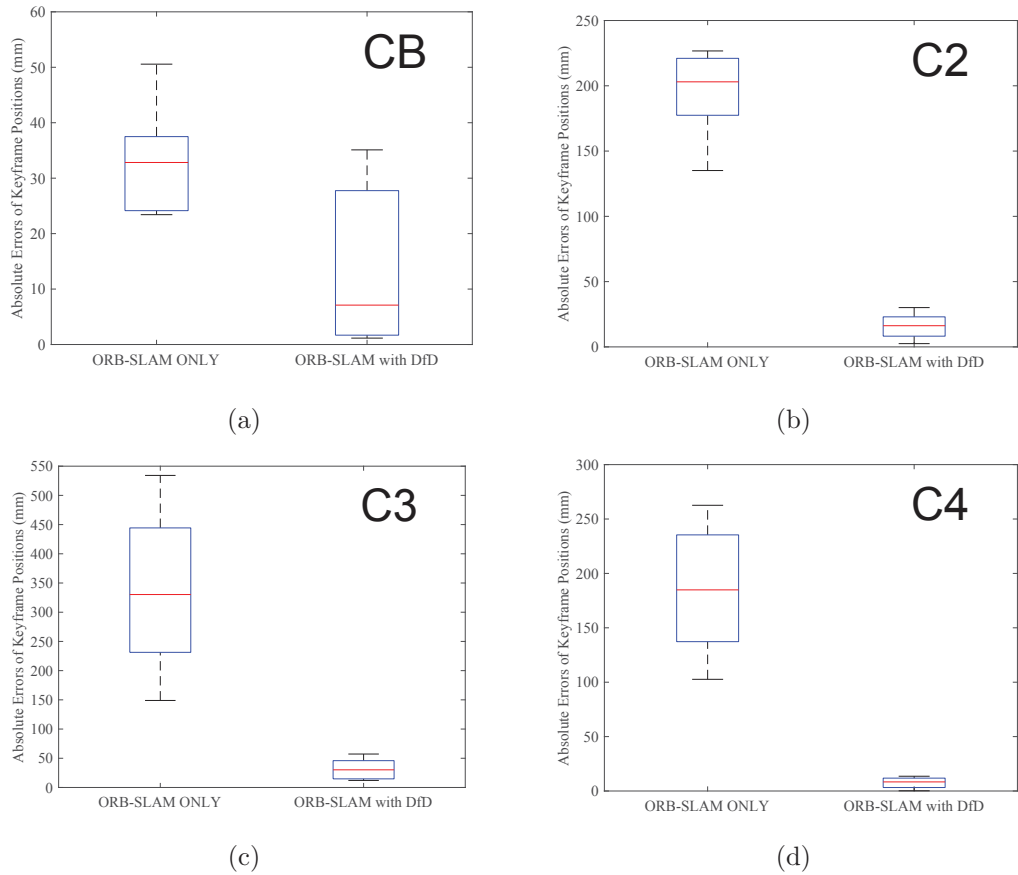 CB
60
50
40
30
20
10
0
Absolute Errors of Keyframe Positions (mm)
ORB-SLAM ONLY
ORB-SLAM with DfD
(a)
C2
250
200
150
100
50
0
Absolute Errors of Keyframe Positions (mm)
ORB-SLAM ONLY
ORB-SLAM with DfD
(b)
C3
550
500
450
400
350
300
250
200
150
100
50
0
Absolute Errors of Keyframe Positions (mm)
ORB-SLAM ONLY
ORB-SLAM with DfD
(c)
C4
300
250
200
150
100
50
0
Absolute Errors of Keyframe Positions (mm)
ORB-SLAM ONLY
ORB-SLAM with DfD
(d)